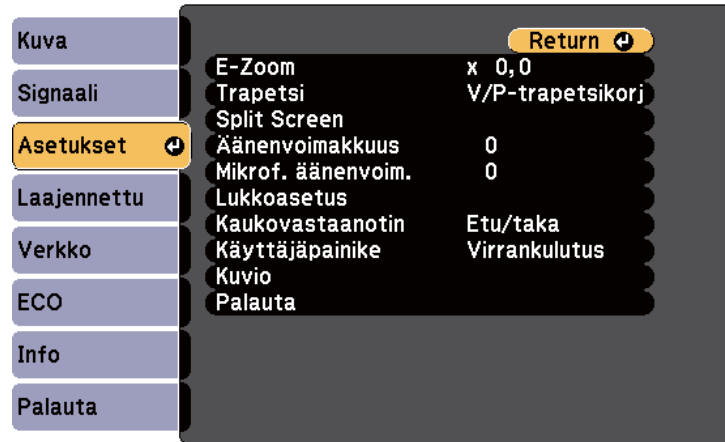 Kuva
Signaali
Asetukset
Laajennettu
Verkko
ECO
Info
Palauta
Return
E-Zoom x 0,0
Trapetsi V/P-trapetsikorj
Split Screen
Äänenvoimakkuus 0
Mikrof. äänenvoim. 0
Lukkoasetus
Kaukovastaanotin Etu/taka
Käyttäjäpainike Virrankulutus
Kuvio
Palauta